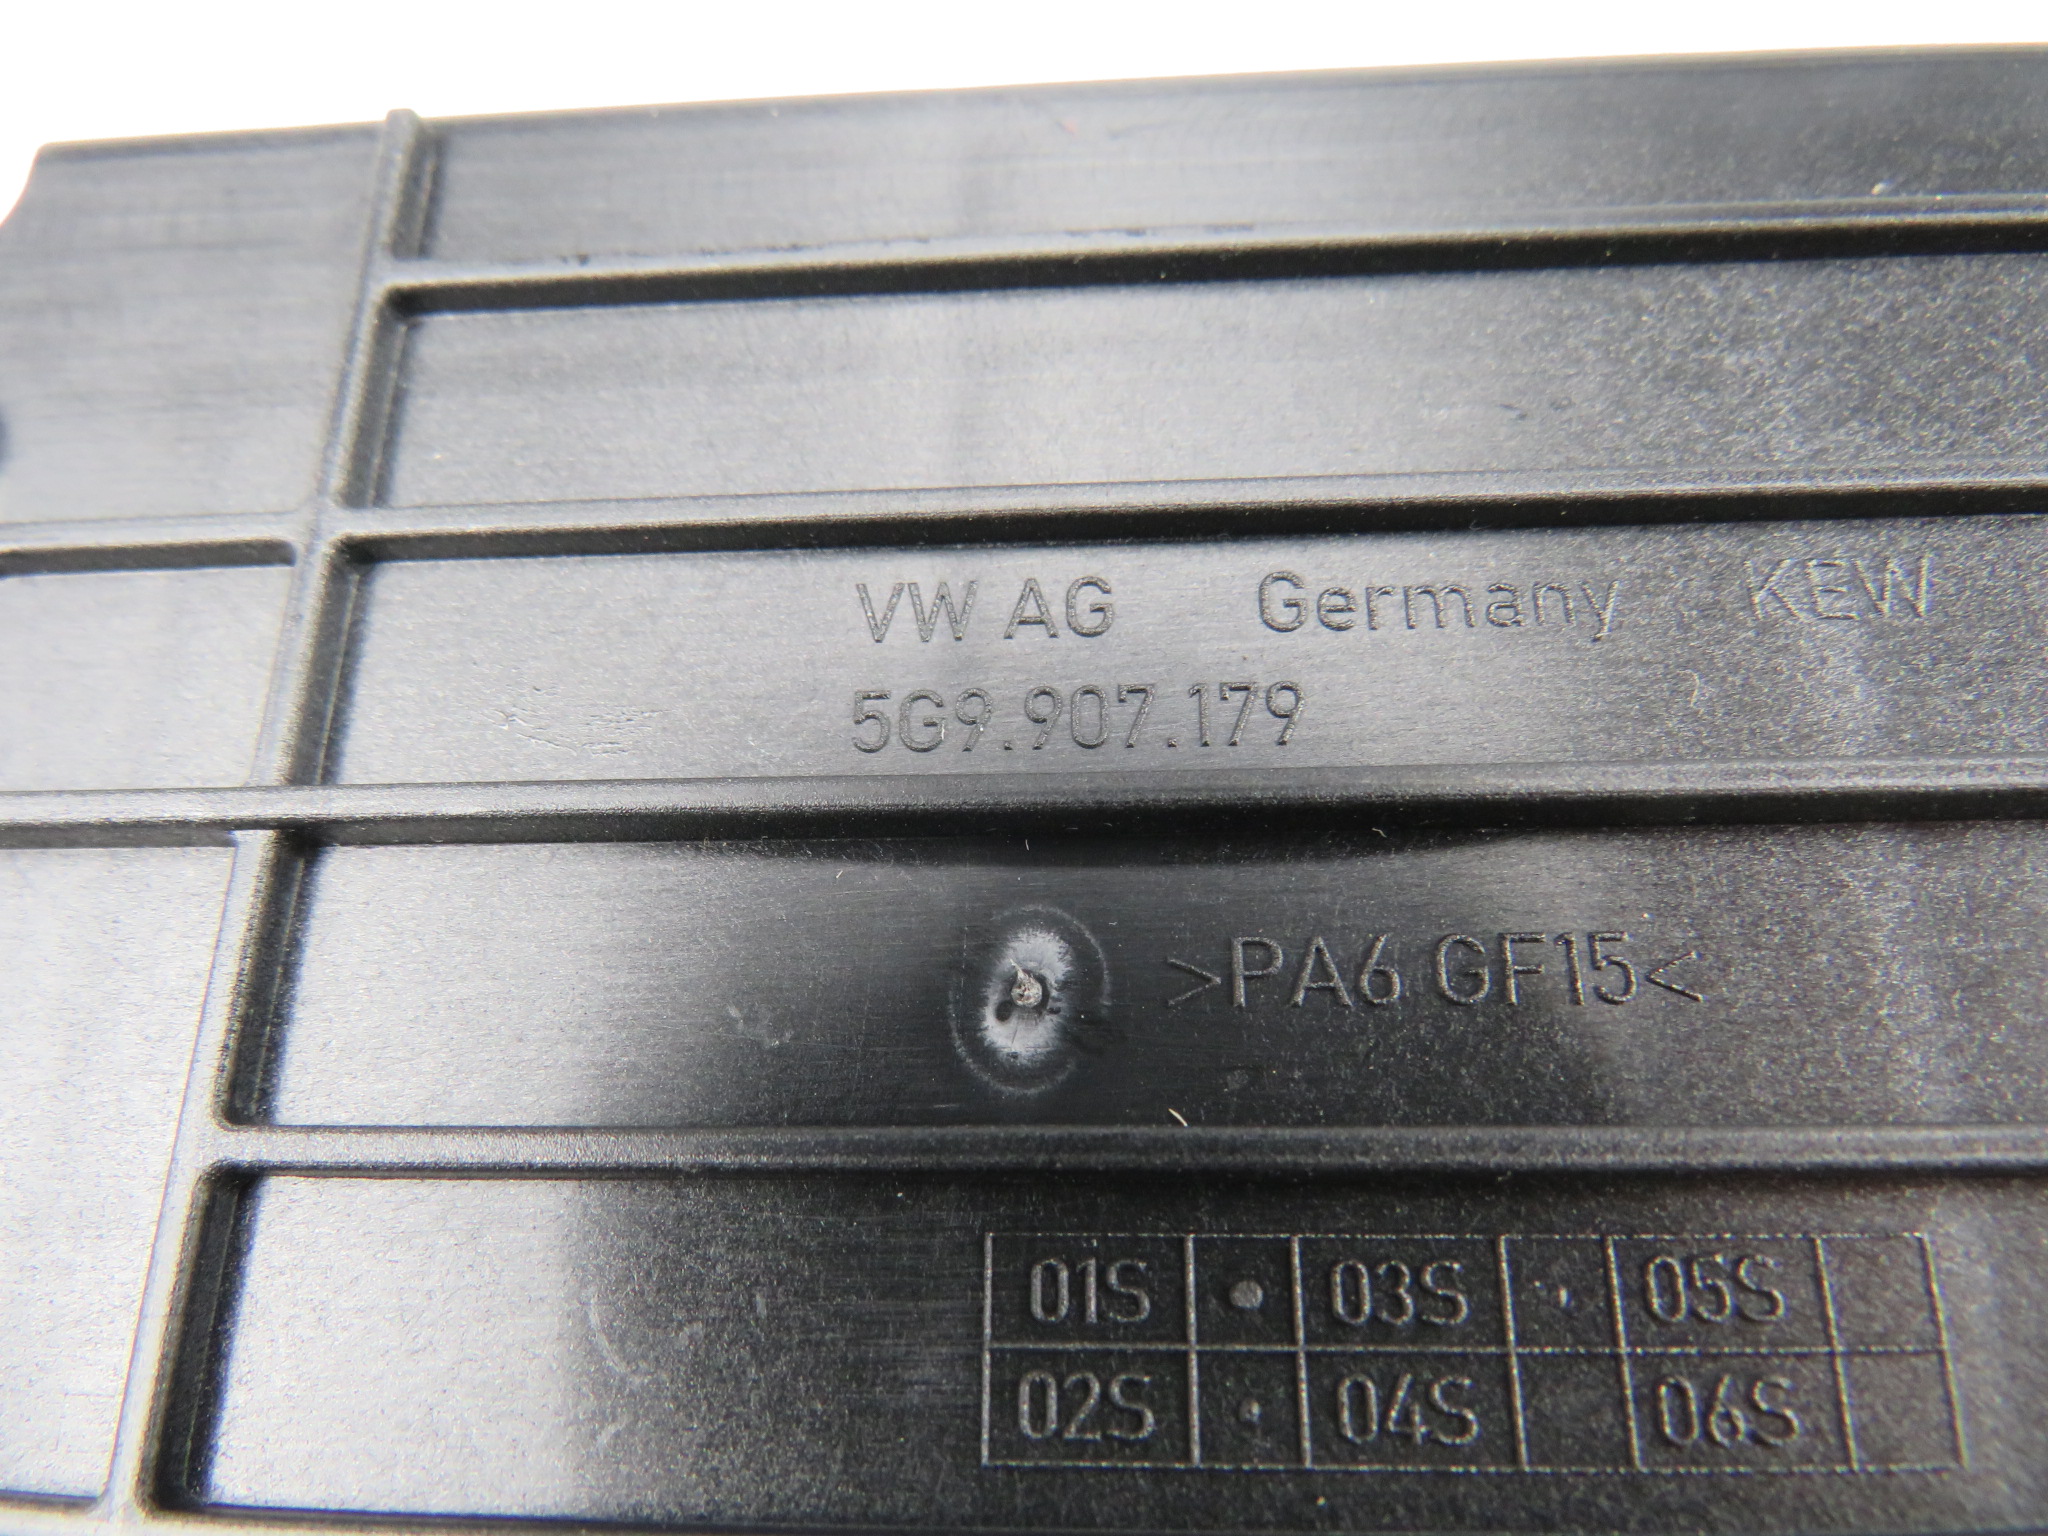 VW AG Germany KEW
5G9.907.179
>PA6 GF15<
01S 03S 05S
02S 04S 06S